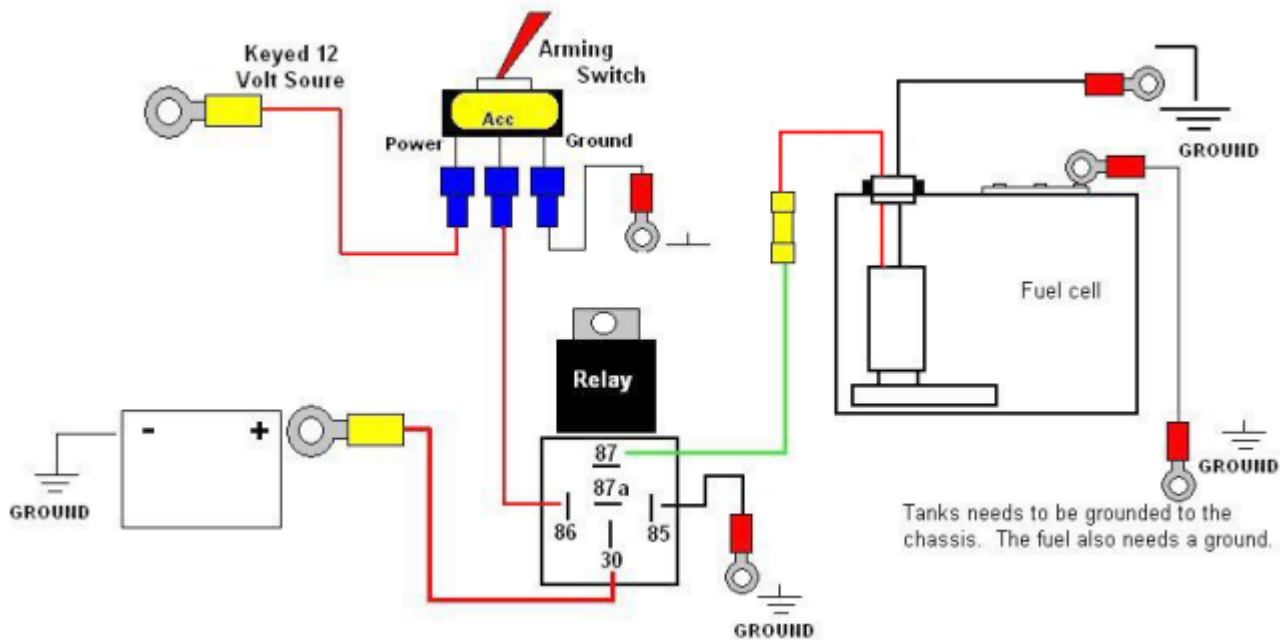 Keyed 12
Volt Soure
Arming
Switch
Acc
Power
Ground
GROUND
Fuel cell
Relay
-
+
GROUND
87
87a
86
85
30
GROUND
GROUND
Tanks needs to be grounded to the
chassis. The fuel also needs a ground.